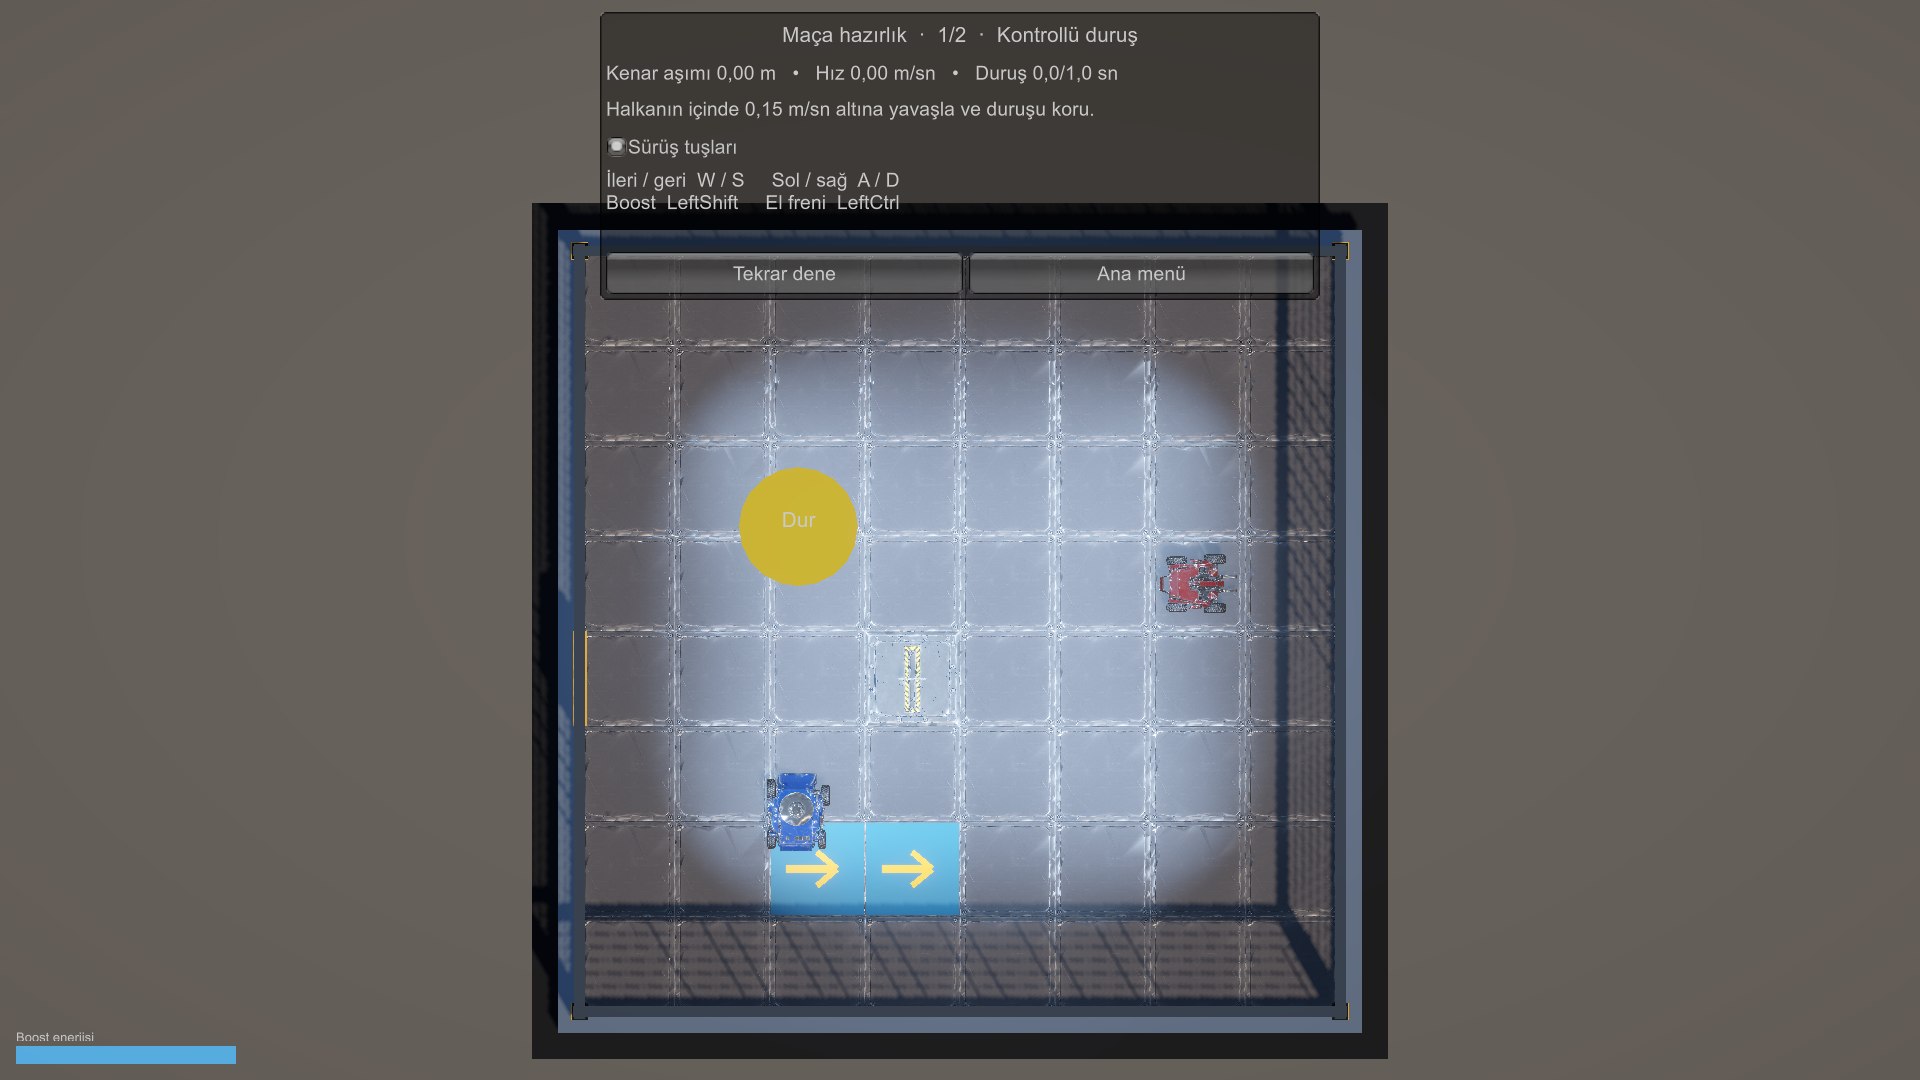 Maça hazırlık · 1/2 · Kontrollü duruş
Kenar aşımı 0,00 m • Hız 0,00 m/sn • Duruş 0,0/1,0 sn
Halkanın içinde 0,15 m/sn altına yavaşla ve duruşu koru.
Sürüş tuşları
İleri / geri W / S Sol / sağ A / D
Boost LeftShift El freni LeftCtrl
Tekrar dene Ana menü
Dur
Boost enerjisi